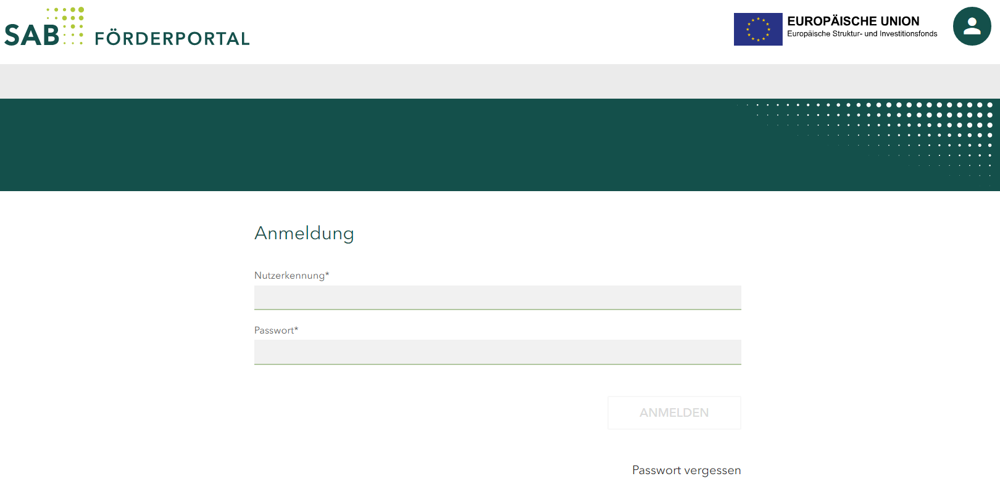 SAB FÖRDERPORTAL
EUROPÄISCHE UNION
Europäische Struktur- und Investitionsfonds
Anmeldung
Nutzerkennung*
Passwort*
ANMELDEN
Passwort vergessen